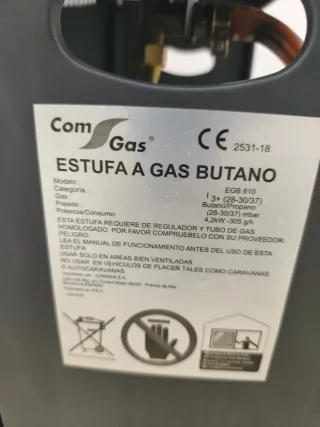 Com Gas®
CE 2531-18
ESTUFA A GAS BUTANO
Modelo : EGB 610
Categoría : I 3+ (28-30/37)
Gas : Butano/Propano
Presión : (28-30/37) mbar
Potencia/Consumo: 4,2kW -305 g/h
ESTA ESTUFA REQUIERE DE REGULADOR Y TUBO DE GAS
HOMOLOGADO. POR FAVOR COMPRUEBELO CON SU PROVEEDOR.
PELIGRO:
LEA EL MANUAL DE FUNCIONAMIENTO ANTES DEL USO DE ESTA
ESTUFA
USAR SOLO EN AREAS BIEN VENTILADAS
NO USAR EN VEHICULOS DE PLACER TALES COMO CARAVANAS
O AUTOCARAVANAS